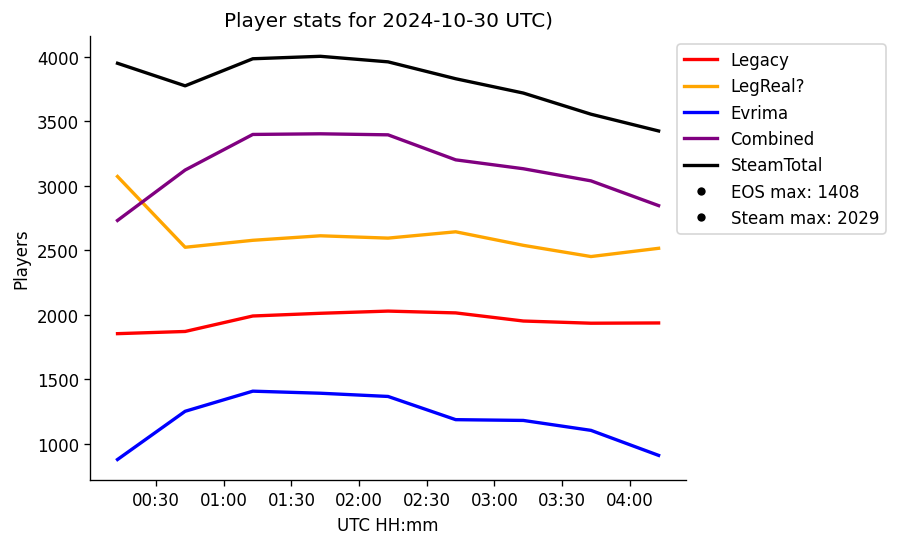 Player stats for 2024-10-30 UTC)
Players
4000
3500
3000
2500
2000
1500
1000
00:30 01:00 01:30 02:00 02:30 03:00 03:30 04:00
UTC HH:mm
Legacy
LegReal?
Evrima
Combined
SteamTotal
EOS max: 1408
Steam max: 2029